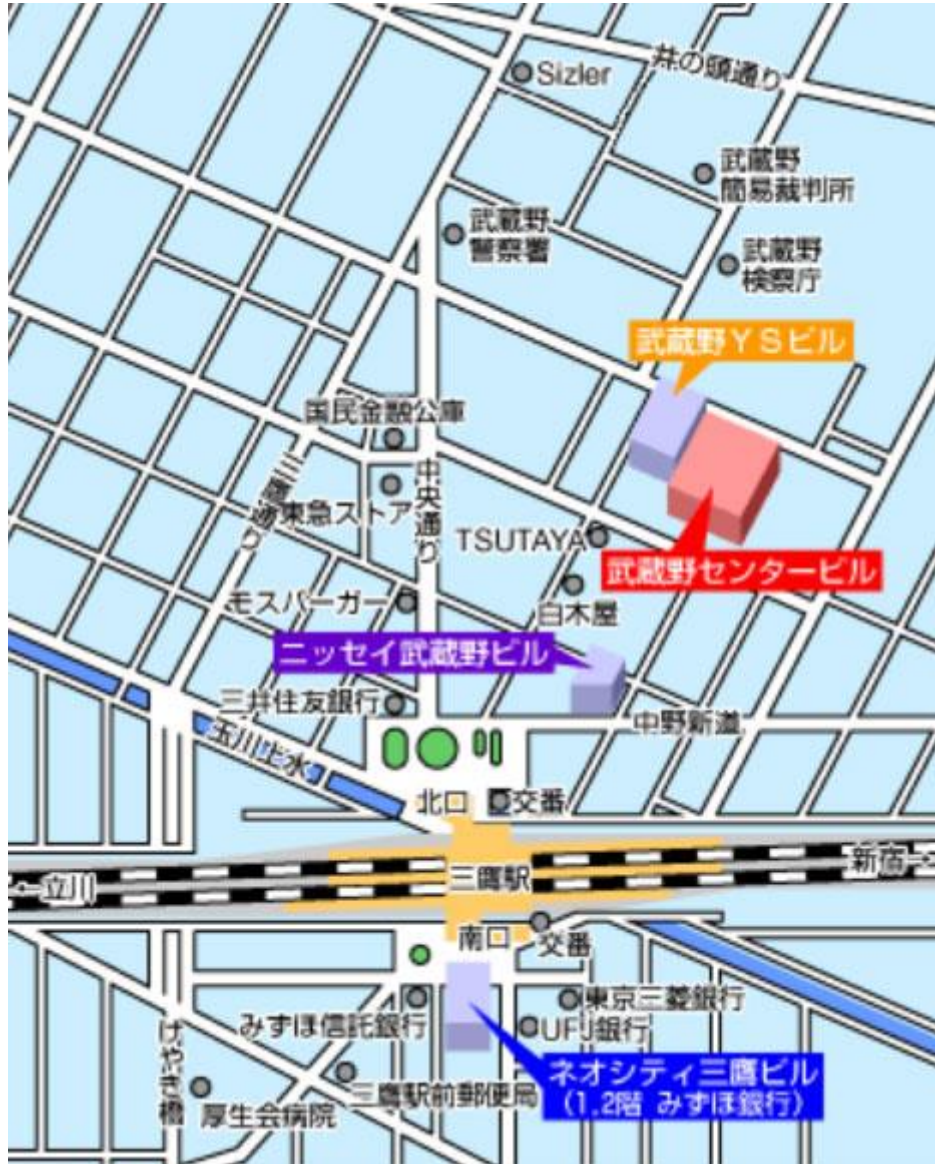 井の頭通り
Sizler
武蔵野
簡易裁判所
武蔵野
警察署
武蔵野
検察庁
武蔵野YSビル
国民金融公庫
三鷹通り
中央通り
東急ストア
TSUTAYA
武蔵野センタービル
モスバーガー
白木屋
ニッセイ武蔵野ビル
三井住友銀行
中野新道
玉川上水
北口
交番
新宿→
三鷹駅
←立川
南口
交番
みずほ信託銀行
東京三菱銀行
UFJ銀行
けやき橋
三鷹駅前郵便局
厚生会病院
ネオシティ三鷹ビル
(1,2階 みずほ銀行)